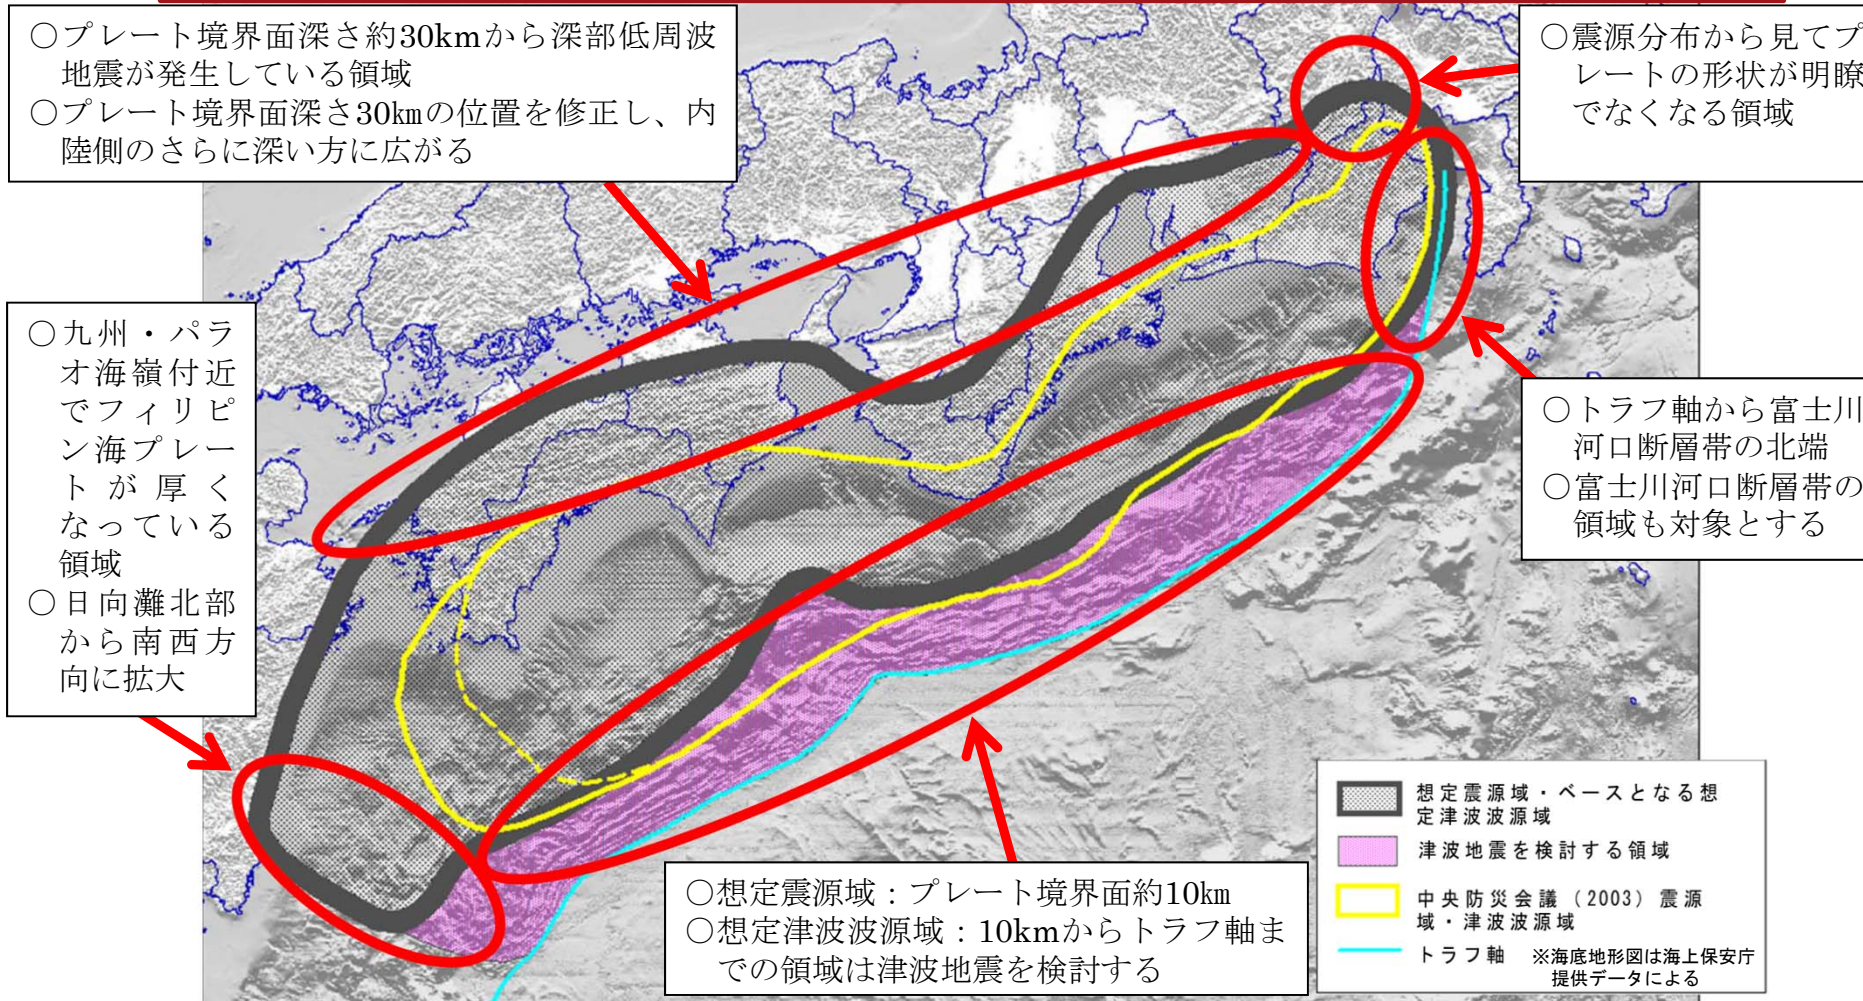 ○プレート境界面深さ約30kmから深部低周波
地震が発生している領域
○プレート境界面深さ30㎞の位置を修正し、内
陸側のさらに深い方に広がる
○震源分布から見てプ
レートの形状が明瞭
でなくなる領域
○九州・パラ
オ海嶺付近
でフィリピ
ン海プレー
トが厚く
なっている
領域
○日向灘北部
から南西方
向に拡大
○トラフ軸から富士川
河口断層帯の北端
○富士川河口断層帯の
領域も対象とする
○想定震源域：プレート境界面約10㎞
○想定津波波源域：10kmからトラフ軸ま
での領域は津波地震を検討する
想定震源域・ベースとなる想
定津波波源域
津波地震を検討する領域
中央防災会議（2003）震源
域・津波波源域
トラフ軸 ※海底地形図は海上保安庁
提供データによる